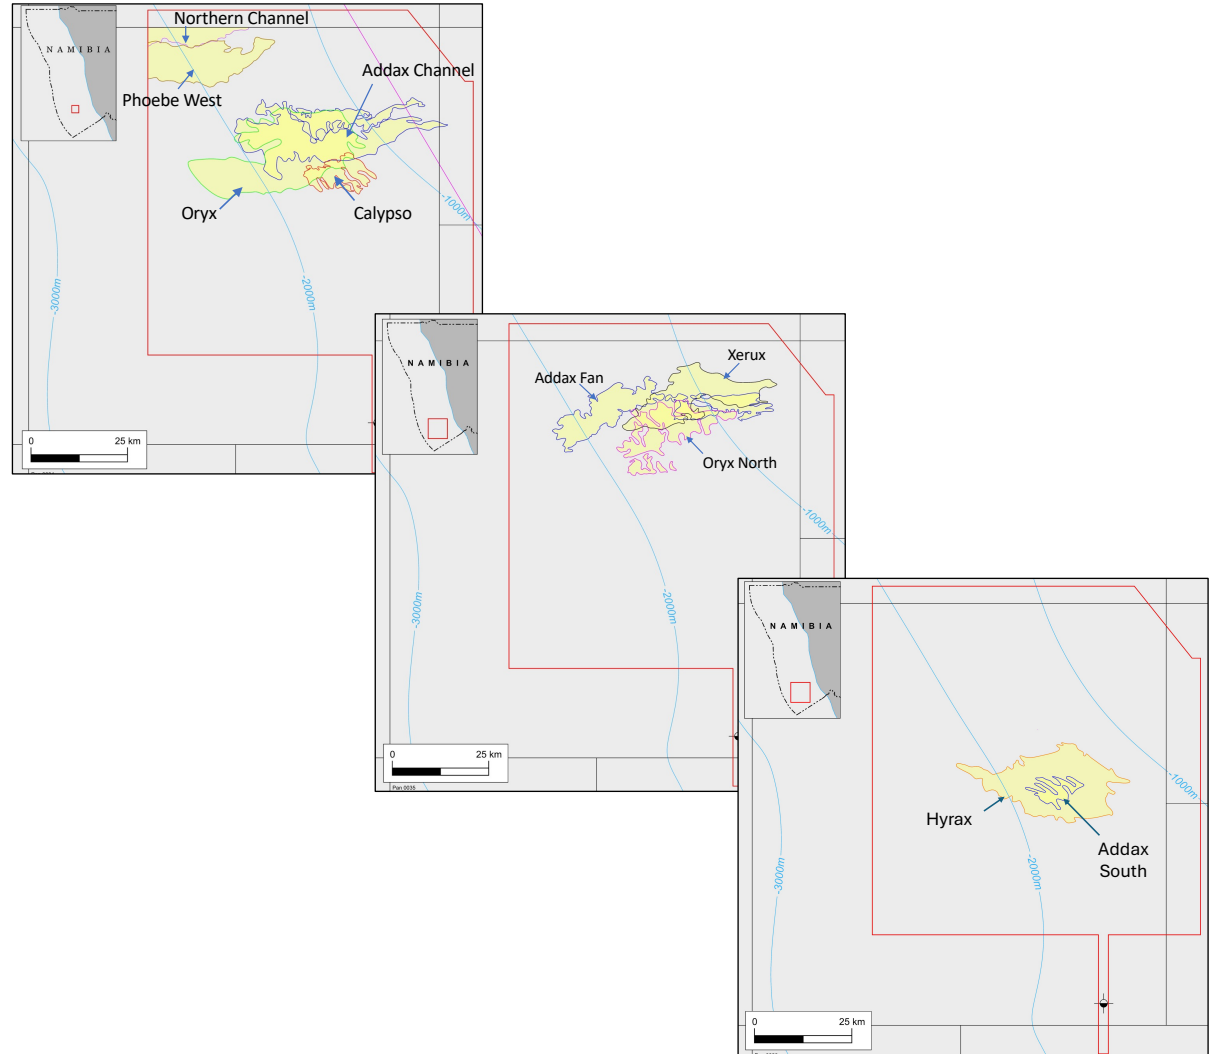 Northern Channel
NAMIBIA
Addax Channel
Phoebe West
Oryx
Calypso
-1000m
-2000m
-3000m
0 25 km
NAMIBIA
Xerux
Addax Fan
Oryx North
-1000m
-2000m
-3000m
0 25 km
Pan 0035
NAMIBIA
Hyrax
Addax
South
-1000m
-2000m
-3000m
0 25 km